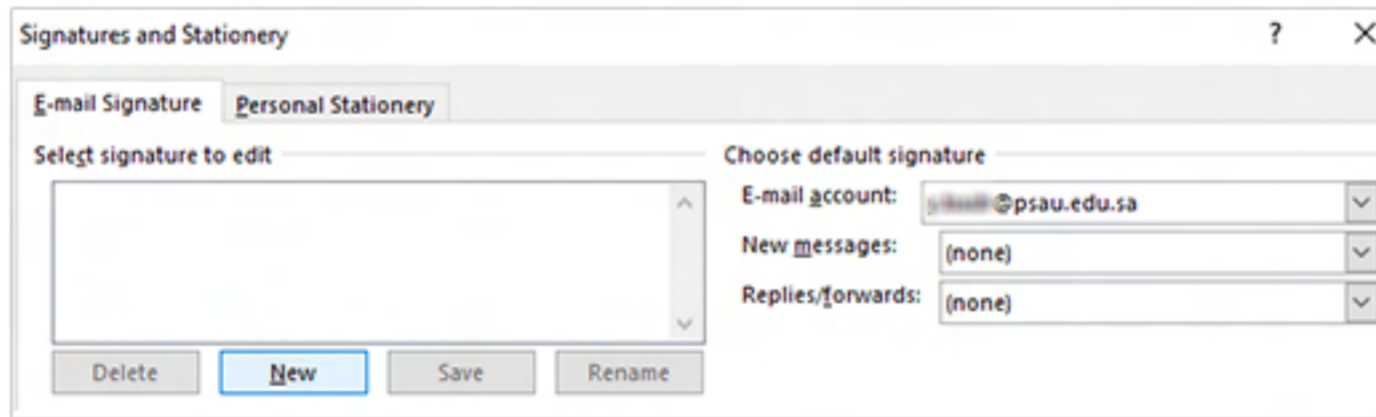 Signatures and Stationery ?
E-mail Signature Personal Stationery
Select signature to edit Choose default signature
E-mail account: @psau.edu.sa
New messages: (none)
Replies/forwards: (none)
Delete New Save Rename